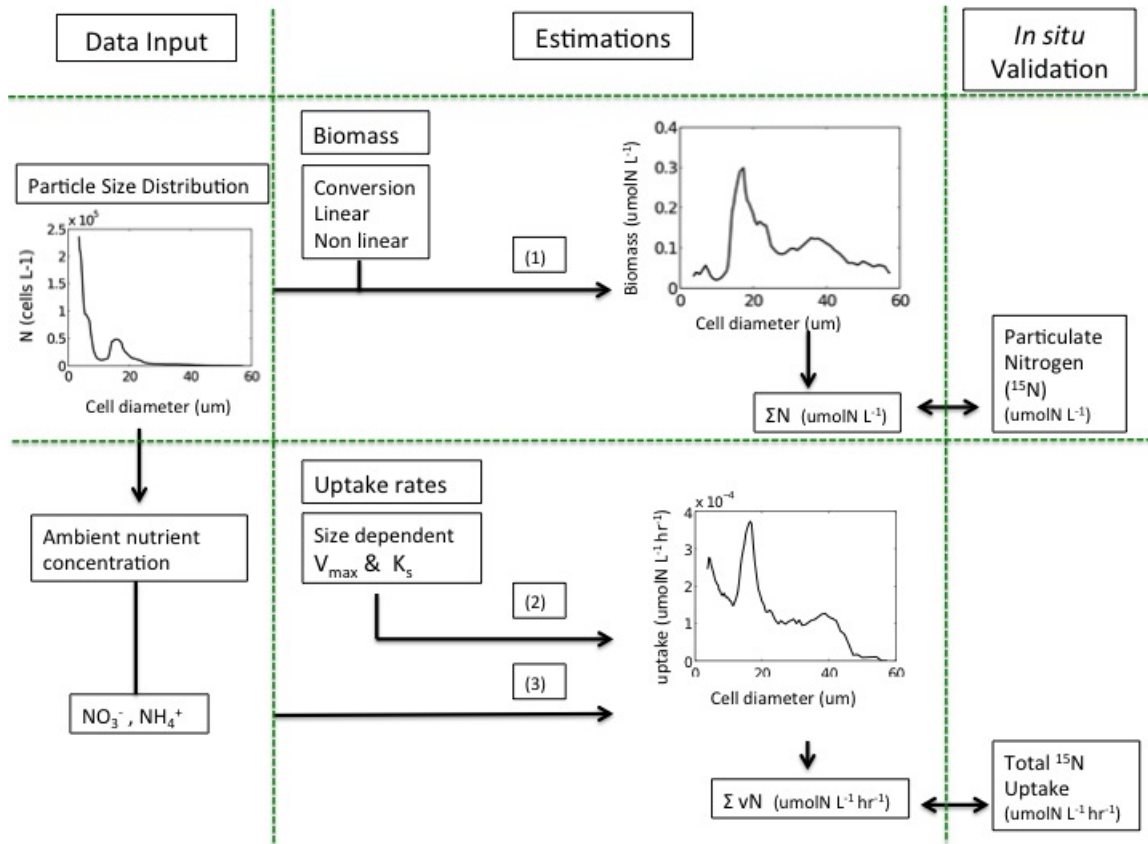 Data Input
Estimations
In situ
Validation
Particle Size Distribution
x 10⁵
2.5
2
1.5
1
0.5
0
0
20
40
60
N (cells L-1)
Cell diameter (um)
Biomass
Conversion
Linear
Non linear
(1)
0.4
0.3
0.2
0.1
0
0
20
40
60
Biomass (umolN L⁻¹)
Cell diameter (um)
ΣN (umolN L⁻¹)
Particulate
Nitrogen
(¹⁵N)
(umolN L⁻¹)
Ambient nutrient
concentration
NO₃⁻ , NH₄⁺
Uptake rates
Size dependent
Vmax & Ks
(2)
(3)
x 10⁻⁴
4
3
2
1
0
0
20
40
60
uptake (umolN L⁻¹ hr⁻¹)
Cell diameter (um)
Σ vN (umolN L⁻¹ hr⁻¹)
Total ¹⁵N
Uptake
(umolN L⁻¹ hr⁻¹)